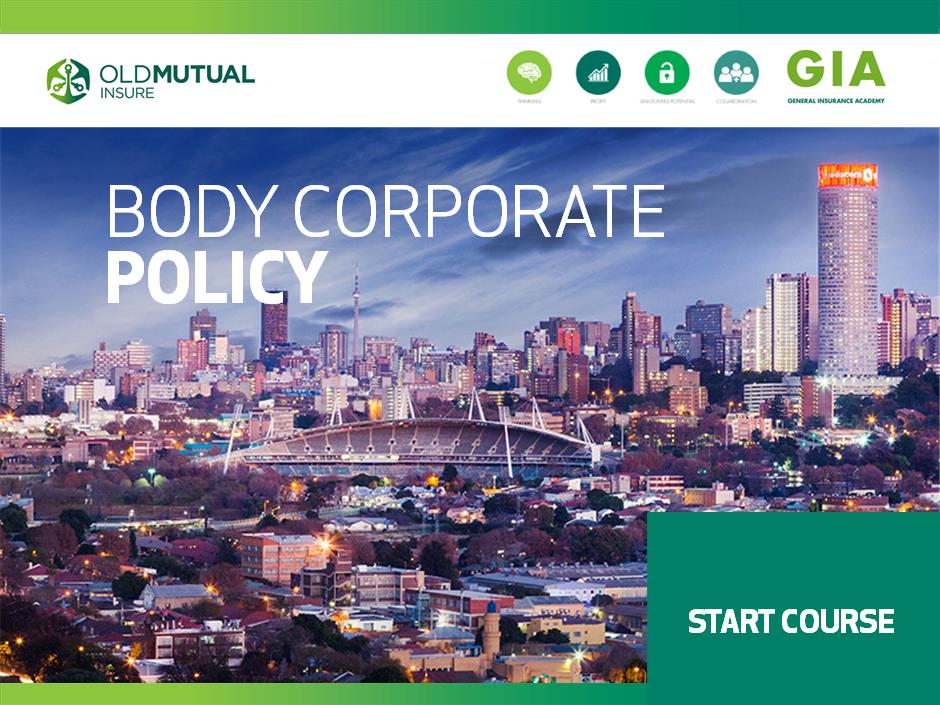 OLDMUTUAL
INSURE
THINKING
PROFIT
UNLOCKING POTENTIAL
COLLABORATION
GIA
GENERAL INSURANCE ACADEMY
BODY CORPORATE
POLICY
START COURSE